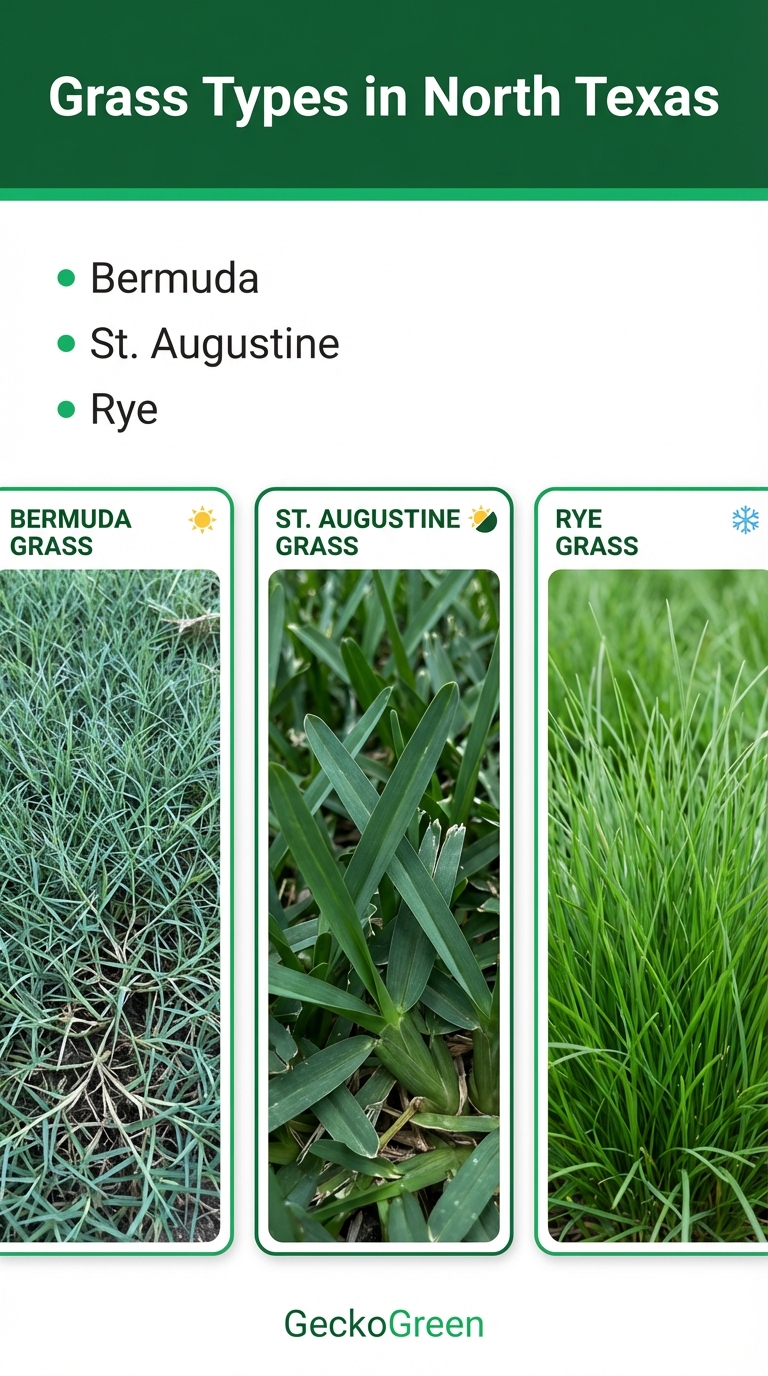 Grass Types in North Texas
Bermuda
St. Augustine
Rye
BERMUDA
GRASS
ST. AUGUSTINE
GRASS
RYE
GRASS
GeckoGreen